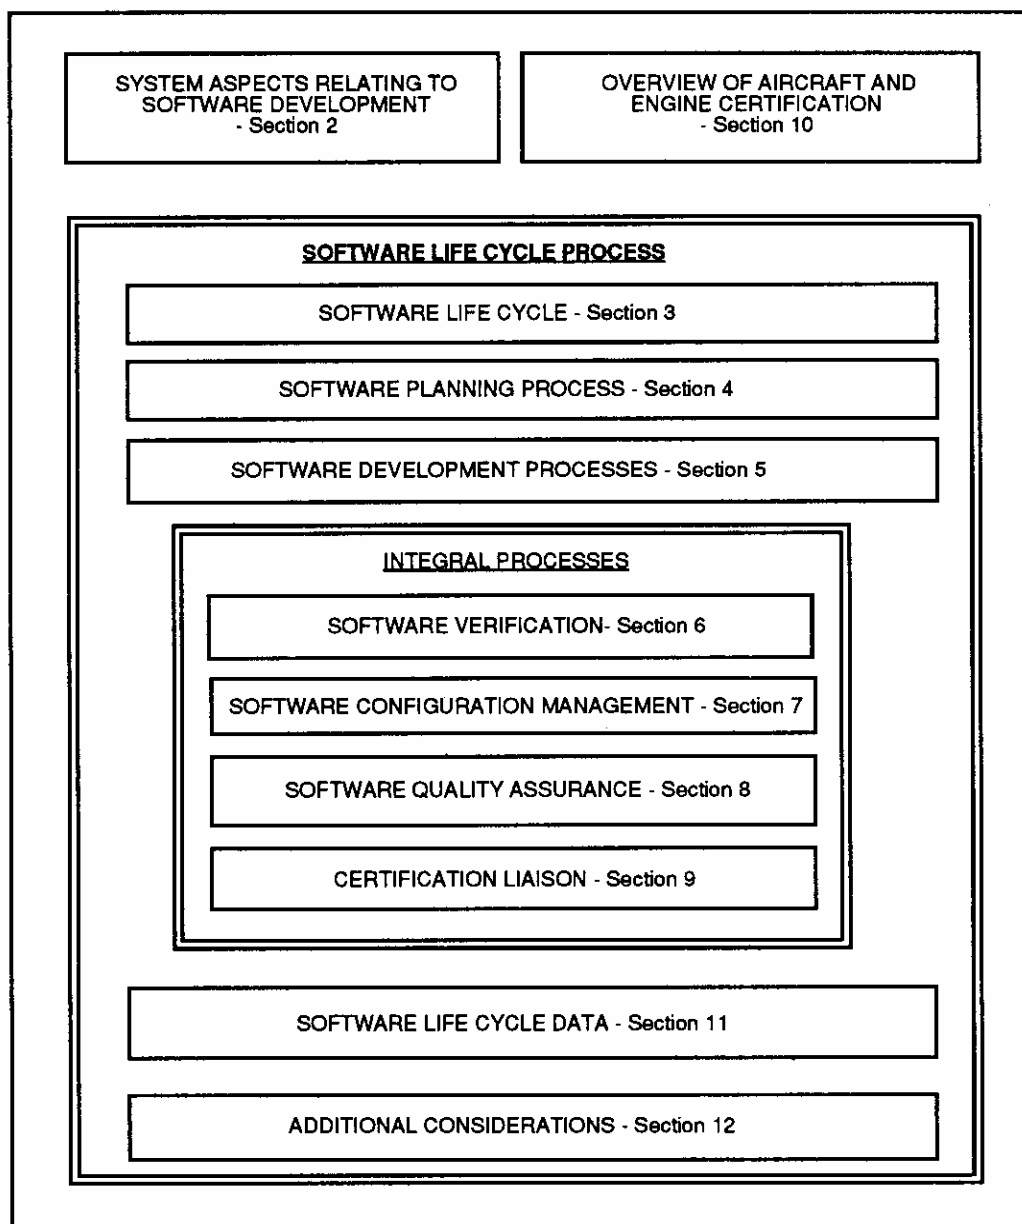 SYSTEM ASPECTS RELATING TO
SOFTWARE DEVELOPMENT
- Section 2
OVERVIEW OF AIRCRAFT AND
ENGINE CERTIFICATION
- Section 10
SOFTWARE LIFE CYCLE PROCESS
SOFTWARE LIFE CYCLE - Section 3
SOFTWARE PLANNING PROCESS - Section 4
SOFTWARE DEVELOPMENT PROCESSES - Section 5
INTEGRAL PROCESSES
SOFTWARE VERIFICATION- Section 6
SOFTWARE CONFIGURATION MANAGEMENT - Section 7
SOFTWARE QUALITY ASSURANCE - Section 8
CERTIFICATION LIAISON - Section 9
SOFTWARE LIFE CYCLE DATA - Section 11
ADDITIONAL CONSIDERATIONS - Section 12